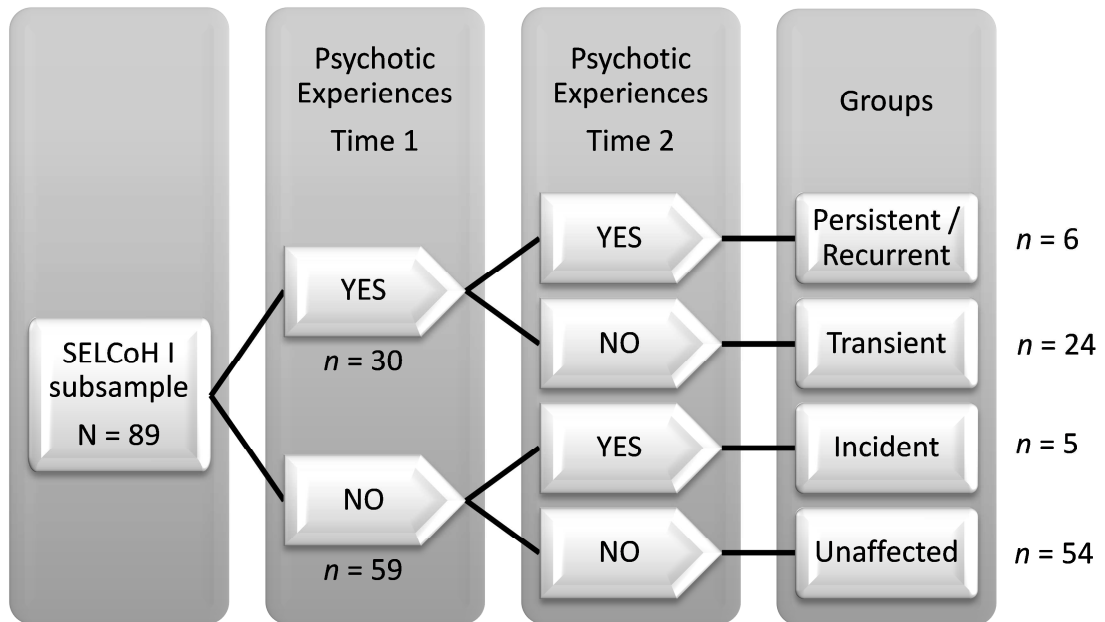 SELCoH I
subsample
N = 89
Psychotic
Experiences
Time 1
YES
n = 30
NO
n = 59
Psychotic
Experiences
Time 2
YES
NO
YES
NO
Groups
Persistent /
Recurrent
n = 6
Transient
n = 24
Incident
n = 5
Unaffected
n = 54